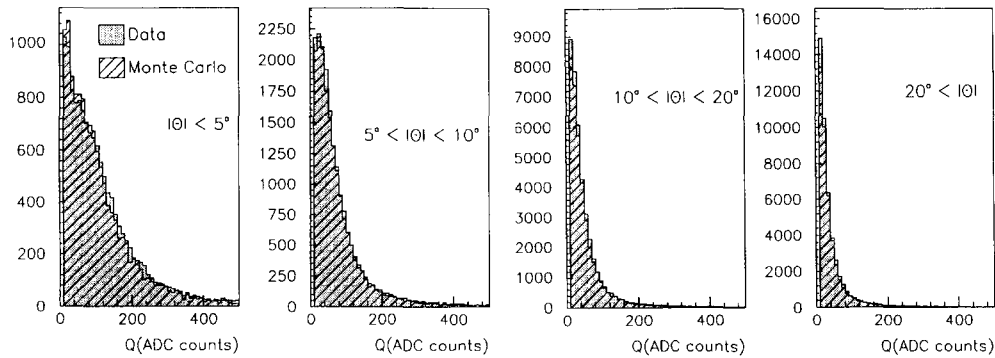 1000
800
600
400
200
0
Data
Monte Carlo
|Θ| < 5°
0 200 400
Q(ADC counts)
2250
2000
1750
1500
1250
1000
750
500
250
0
5° < |Θ| < 10°
0 200 400
Q(ADC counts)
9000
8000
7000
6000
5000
4000
3000
2000
1000
0
10° < |Θ| < 20°
0 200 400
Q(ADC counts)
16000
14000
12000
10000
8000
6000
4000
2000
0
20° < |Θ|
0 200 400
Q(ADC counts)